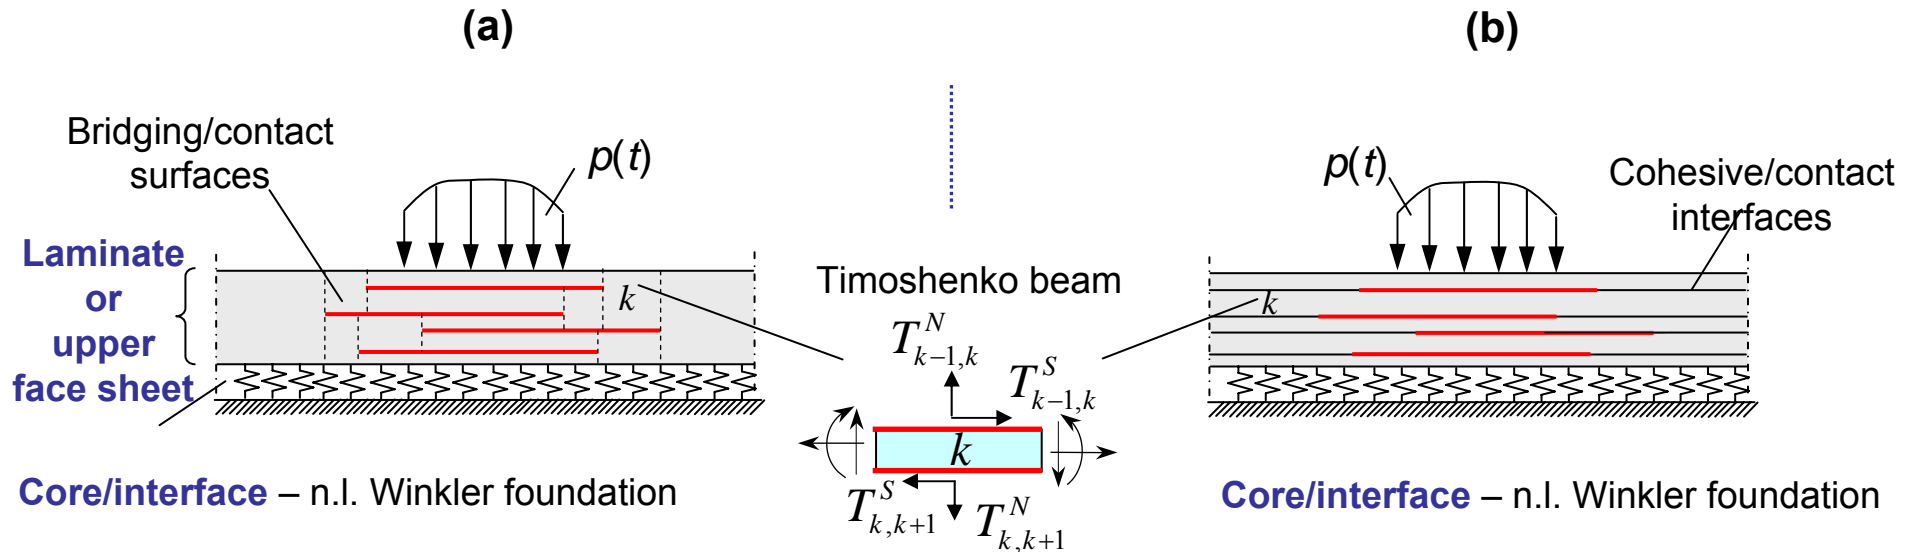 (a)
(b)
Bridging/contact
surfaces
p(t)
p(t)
Cohesive/contact
interfaces
Laminate
or
upper
face sheet
k
Timoshenko beam
k
T^N_{k-1,k}
T^S_{k-1,k}
k
T^S_{k,k+1}
T^N_{k,k+1}
Core/interface – n.l. Winkler foundation
Core/interface – n.l. Winkler foundation